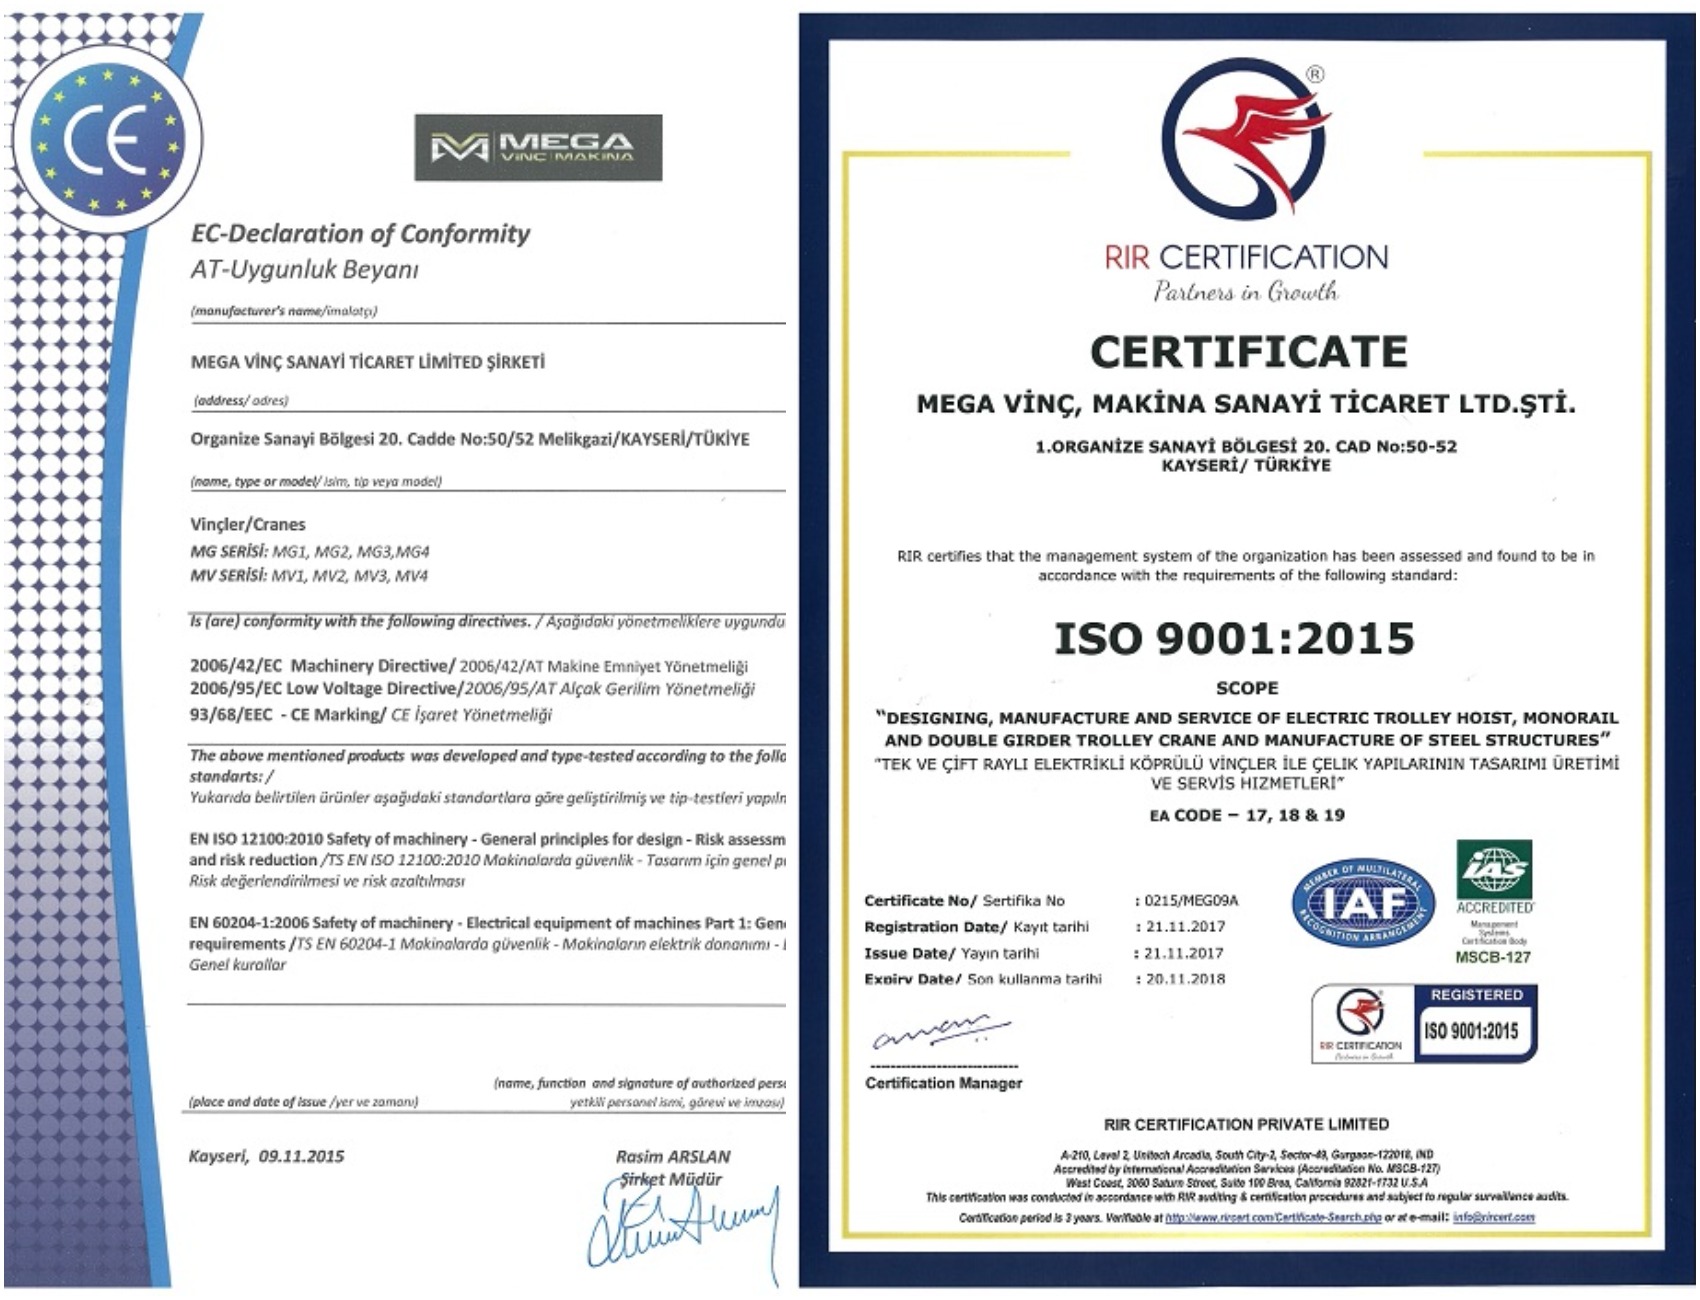 CE
MEGA
VINÇ MAKINA
EC-Declaration of Conformity
AT-Uygunluk Beyanı
(manufacturer's name/imalatçı)
MEGA VİNÇ SANAYİ TİCARET LİMİTED ŞİRKETİ
(address/ adres)
Organize Sanayi Bölgesi 20. Cadde No:50/52 Melikgazi/KAYSERİ/TÜKİYE
(name, type or model/ isim, tip veya model)
Vinçler/Cranes
MG SERİSİ: MG1, MG2, MG3,MG4
MV SERİSİ: MV1, MV2, MV3, MV4
Is (are) conformity with the following directives. / Aşağıdaki yönetmeliklere uygundu
2006/42/EC Machinery Directive/ 2006/42/AT Makine Emniyet Yönetmeliği
2006/95/EC Low Voltage Directive/2006/95/AT Alçak Gerilim Yönetmeliği
93/68/EEC - CE Marking/ CE İşaret Yönetmeliği
The above mentioned products was developed and type-tested according to the follo
standarts: /
Yukarıda belirtilen ürünler aşağıdaki standartlara göre geliştirilmiş ve tip-testleri yapıln
EN ISO 12100:2010 Safety of machinery - General principles for design - Risk assessm
and risk reduction /TS EN ISO 12100:2010 Makinalarda güvenlik - Tasarım için genel p
Risk değerlendirilmesi ve risk azaltılması
EN 60204-1:2006 Safety of machinery - Electrical equipment of machines Part 1: Gen
requirements /TS EN 60204-1 Makinalarda güvenlik - Makinaların elektrik donanımı -
Genel kurallar
(name, function and signature of authorized perso
(place and date of issue /yer ve zamanı)
yetkili personel ismi, görevi ve imzası)
Kayseri, 09.11.2015
Rasim ARSLAN
Şirket Müdür
®
RIR CERTIFICATION
Partners in Growth
CERTIFICATE
MEGA VİNÇ, MAKİNA SANAYİ TİCARET LTD.ŞTİ.
1.ORGANİZE SANAYİ BÖLGESİ 20. CAD No:50-52
KAYSERİ/ TÜRKİYE
RIR certifies that the management system of the organization has been assessed and found to be in
accordance with the requirements of the following standard:
ISO 9001:2015
SCOPE
"DESIGNING, MANUFACTURE AND SERVICE OF ELECTRIC TROLLEY HOIST, MONORAIL
AND DOUBLE GIRDER TROLLEY CRANE AND MANUFACTURE OF STEEL STRUCTURES"
"TEK VE ÇİFT RAYLI ELEKTRİKLİ KÖPRÜLÜ VİNÇLER İLE ÇELİK YAPILARININ TASARIMI ÜRETİMİ
VE SERVİS HIZMETLERİ"
EA CODE – 17, 18 & 19
Certificate No/ Sertifika No : 0215/MEG09A
Registration Date/ Kayıt tarihi : 21.11.2017
Issue Date/ Yayın tarihi : 21.11.2017
Expiry Date/ Son kullanma tarihi : 20.11.2018
MEMBER OF MULTILATERAL
IAF
RECOGNITION ARRANGEMENT
IAS
ACCREDITED
Management
Systems
Certification Body
MSCB-127
REGISTERED
ISO 9001:2015
RIR CERTIFICATION
Partners in Growth
Certification Manager
RIR CERTIFICATION PRIVATE LIMITED
A-210, Level 2, Unitech Arcadia, South City-2, Sector-49, Gurgaon-122018, IND
Accredited by International Accreditation Services (Accreditation No. MSCB-127)
West Coast, 3060 Saturn Street, Suite 100 Brea, California 92821-1732 U.S.A
This certification was conducted in accordance with RIR auditing & certification procedures and subject to regular surveillance audits.
Certification period is 3 years. Verifiable at http://www.rircert.com/Certificate-Search.php or at e-mail: info@rircert.com